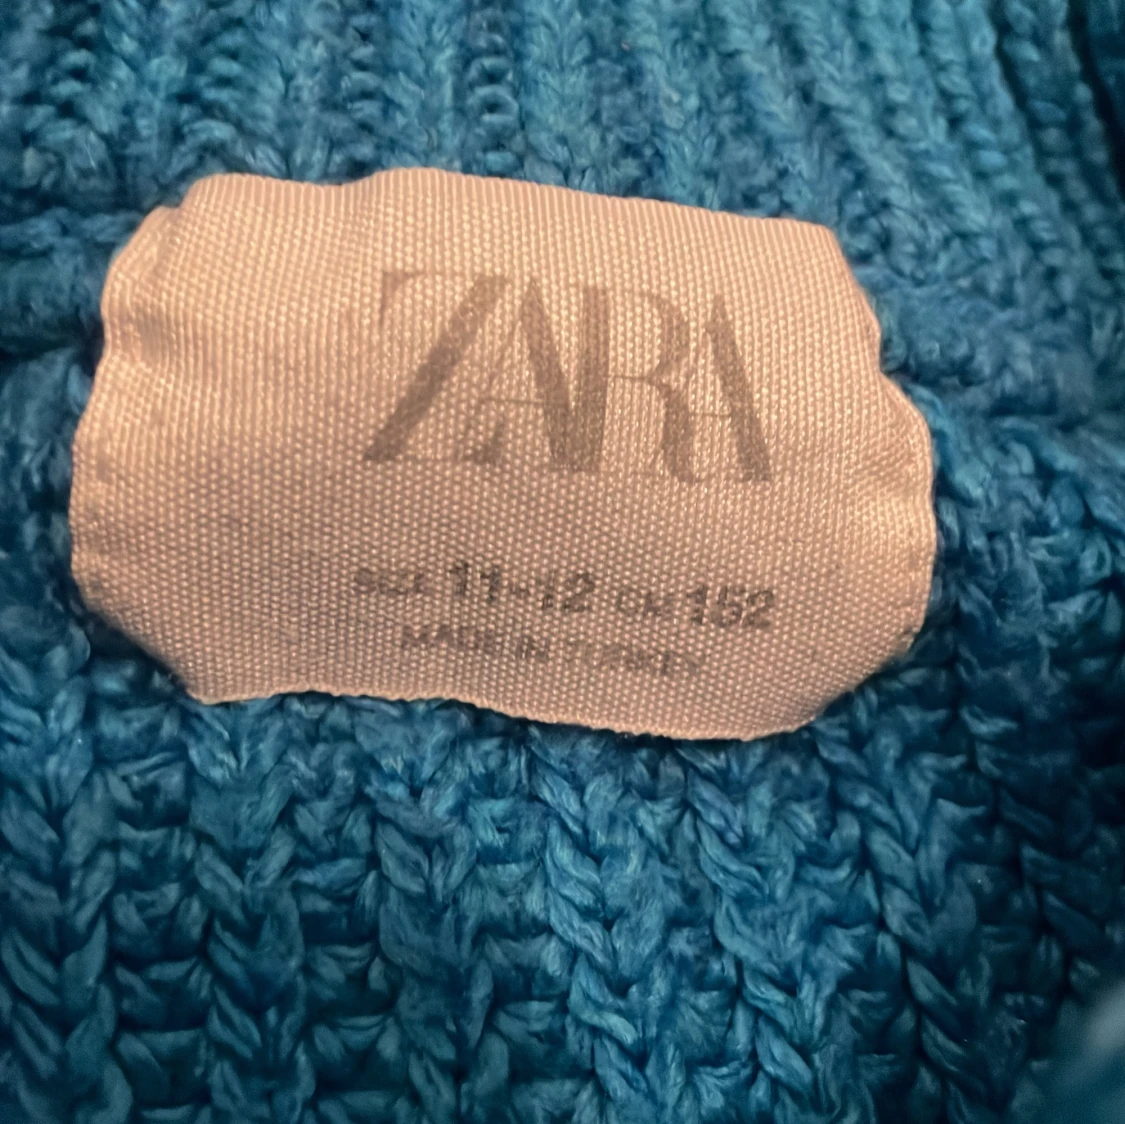 ZARA
SIZE 11-12 CM 152
MADE IN TURKEY